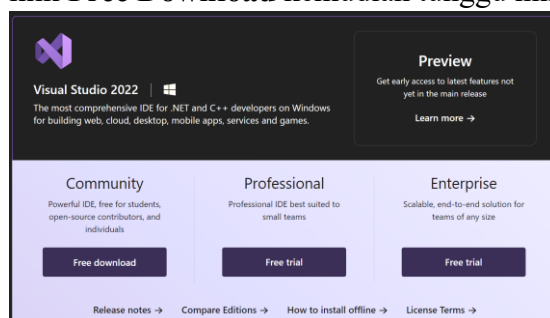 Free Download kemudian tunggu
Visual Studio 2022
The most comprehensive IDE for .NET and C++ developers on Windows
for building web, cloud, desktop, mobile apps, services and games.
Preview
Get early access to latest features not
yet in the main release
Learn more →
Community
Powerful IDE, free for students,
open-source contributors, and
individuals
Free download
Professional
Professional IDE best suited to
small teams
Free trial
Enterprise
Scalable, end-to-end solution for
teams of any size
Free trial
Release notes → Compare Editions → How to install offline → License Terms →